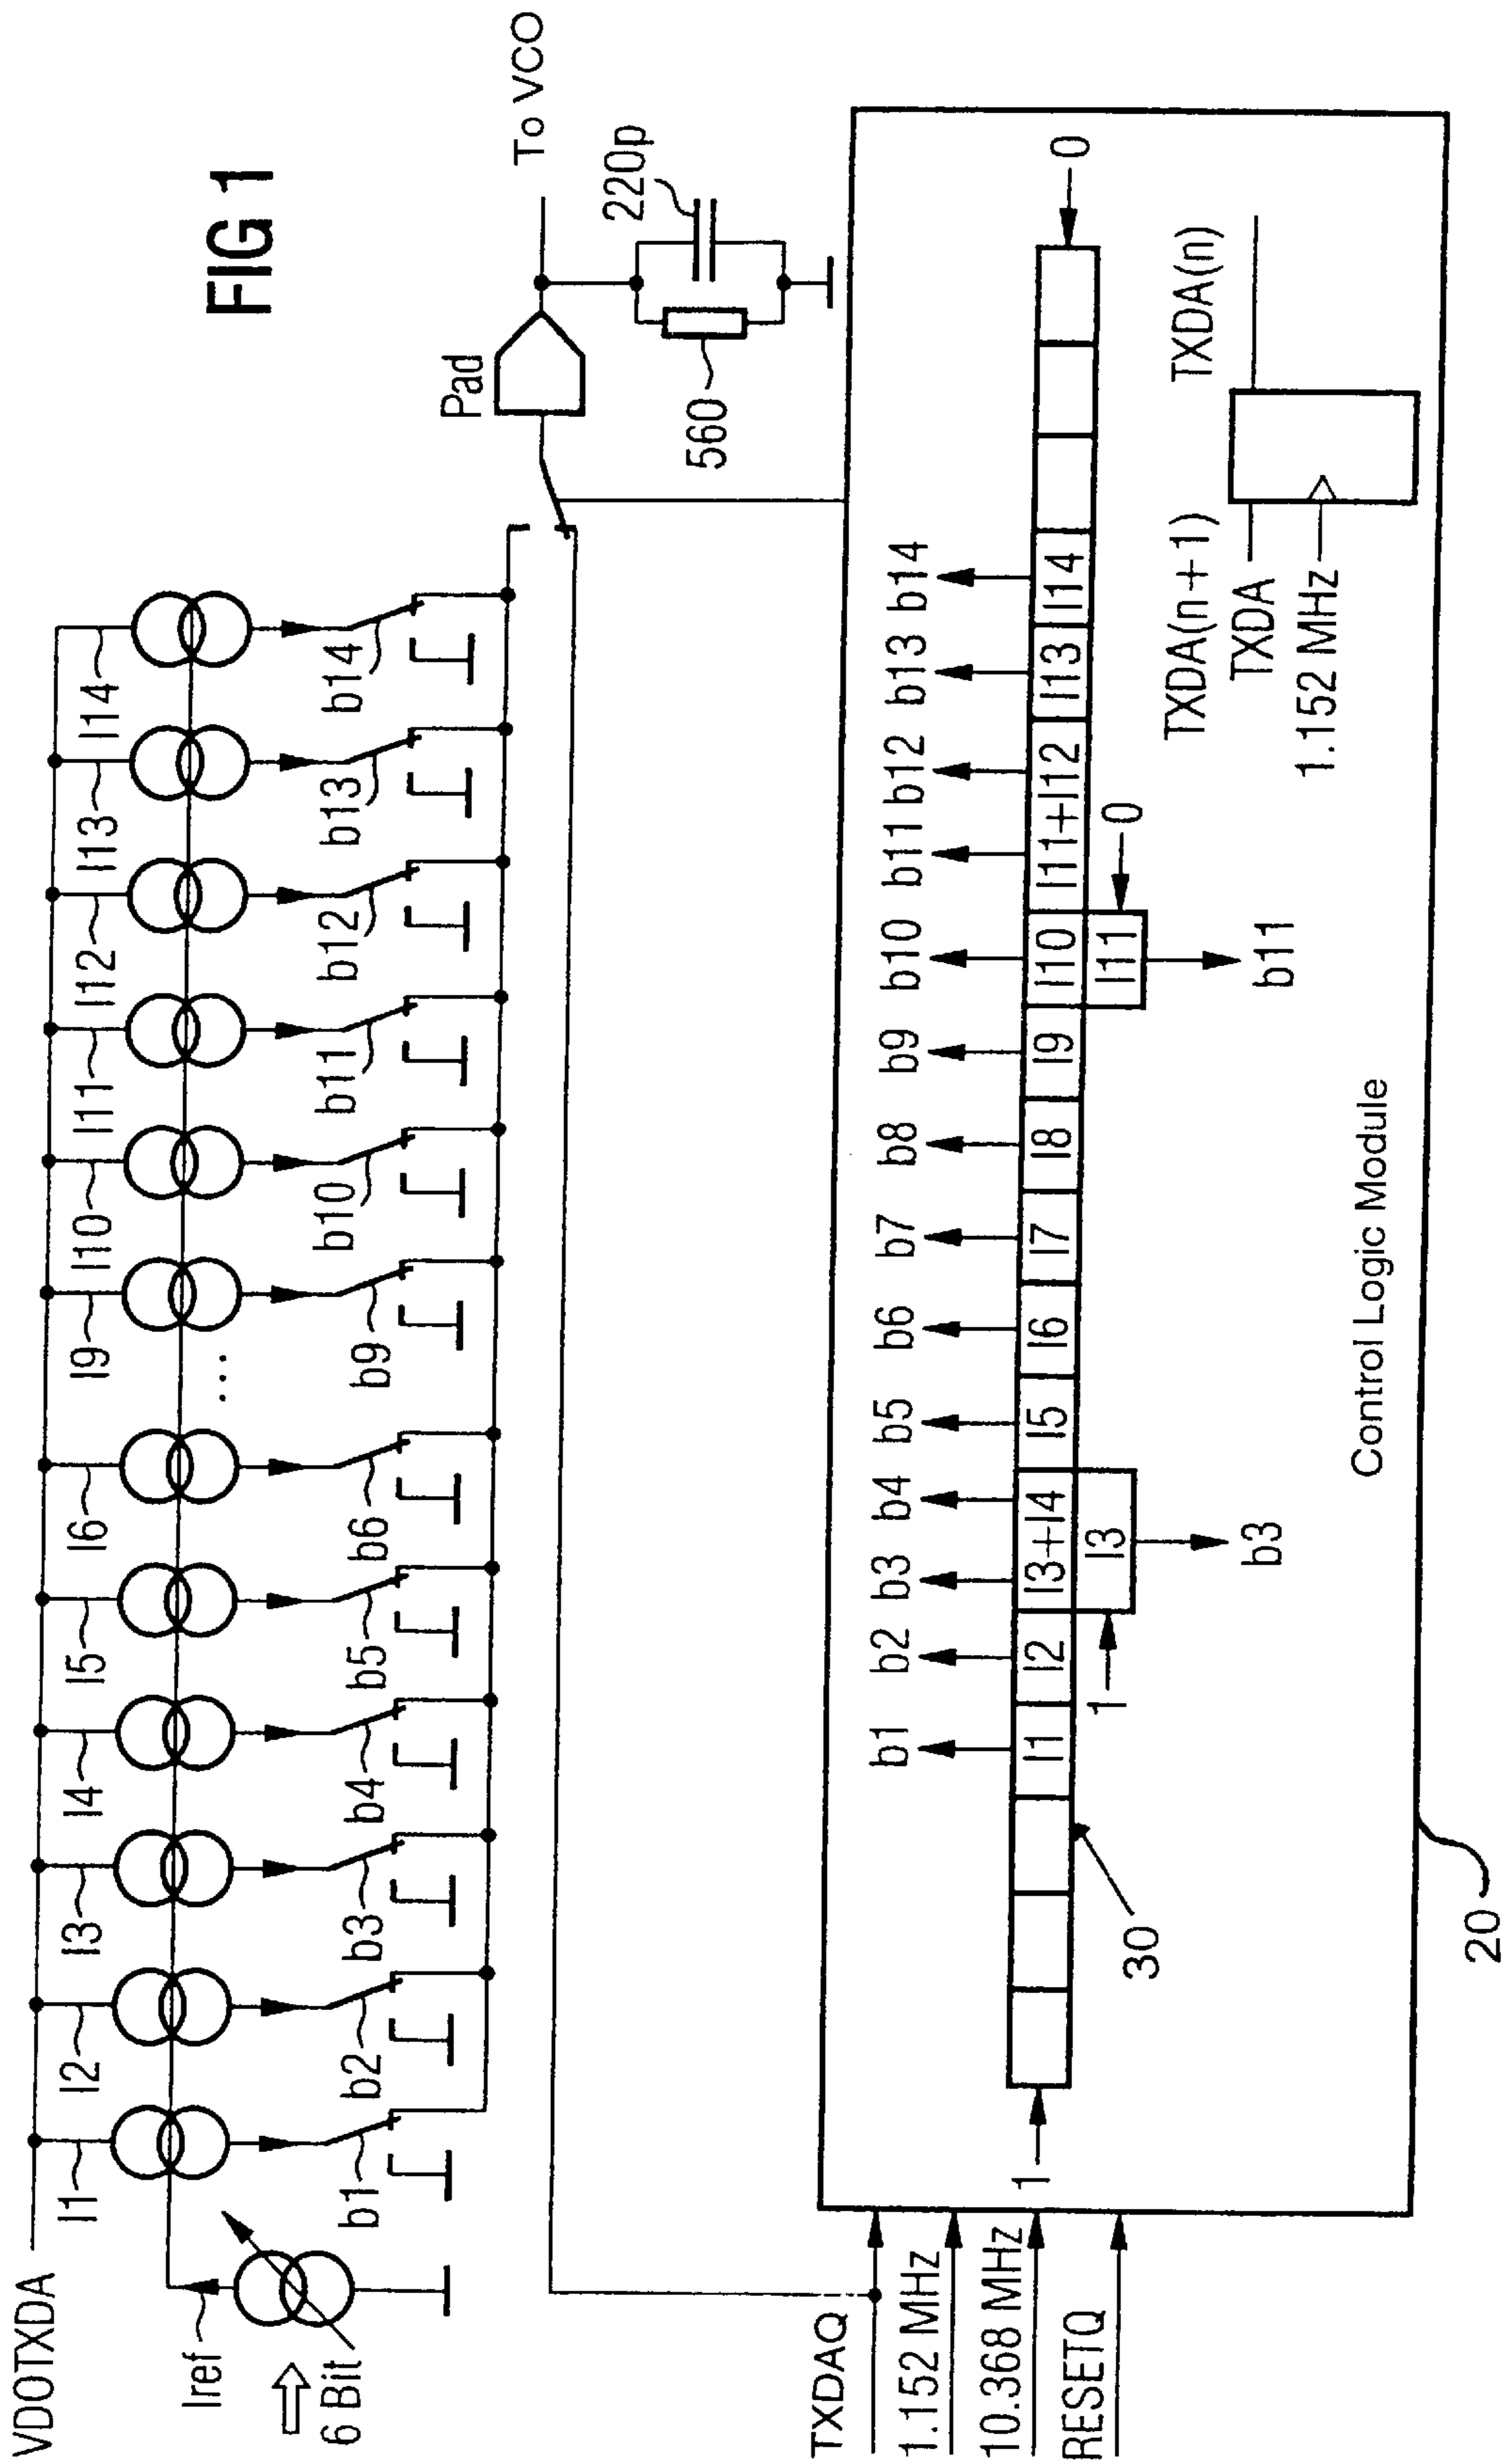 FIG 1
VDOTXDA
I1
I2
I3
I4
I5
I6
I9
I10
I11
I12
I13
I14
Iref
6 Bit
...
b1
b2
b3
b4
b5
b6
b9
b10
b11
b12
b13
b14
Pad
To VCO
560
220p
TXDAQ
1.152 MHz
10.368 MHz
RESETQ
b1 b2 b3 b4 b5 b6 b7 b8 b9 b10 b11 b12 b13 b14
1 I1 I2 I3+I4 I5 I6 I7 I8 I9 I10 I11+I12 I13 I14 0
1 I3 I11 0
b3 b11
30
TXDA(n+1)
TXDA
1.152 MHz
TXDA(n)
Control Logic Module
20